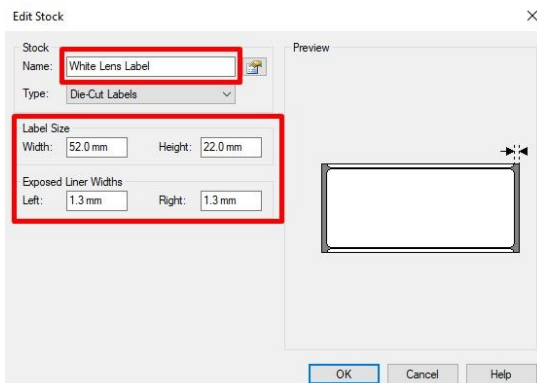 Edit Stock
Stock
Name: White Lens Label
Type: Die-Cut Labels
Label Size
Width: 52.0 mm Height: 22.0 mm
Exposed Liner Widths
Left: 1.3 mm Right: 1.3 mm
Preview
OK Cancel Help